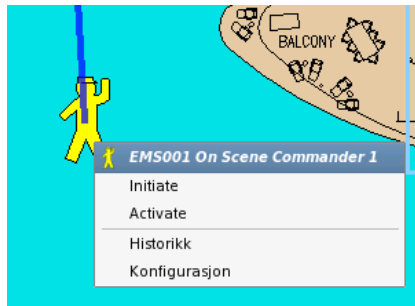 BALCONY
EMS001 On Scene Commander 1
Initiate
Activate
Historikk
Konfigurasjon